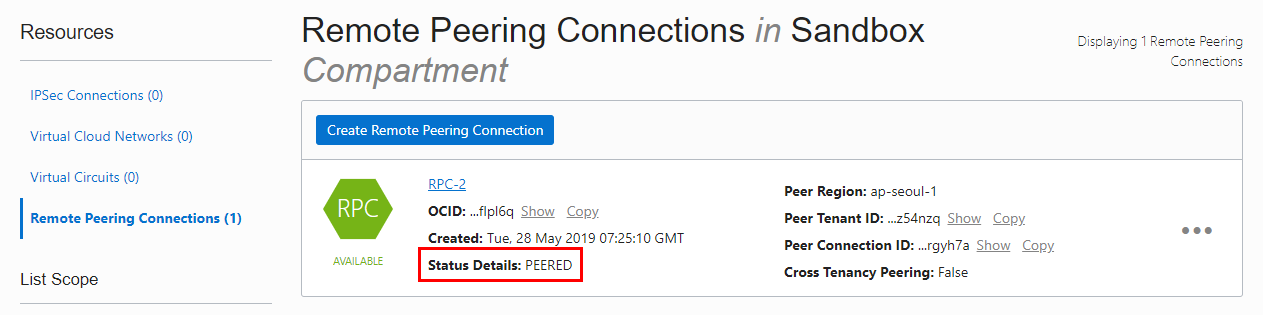 Resources
IPSec Connections (0)
Virtual Cloud Networks (0)
Virtual Circuits (0)
Remote Peering Connections (1)
List Scope
Remote Peering Connections in Sandbox
Compartment
Displaying 1 Remote Peering
Connections
Create Remote Peering Connection
RPC
AVAILABLE
RPC-2
OCID: ...flpl6q Show Copy
Created: Tue, 28 May 2019 07:25:10 GMT
Status Details: PEERED
Peer Region: ap-seoul-1
Peer Tenant ID: ...z54nzq Show Copy
Peer Connection ID: ...rgyh7a Show Copy
Cross Tenancy Peering: False